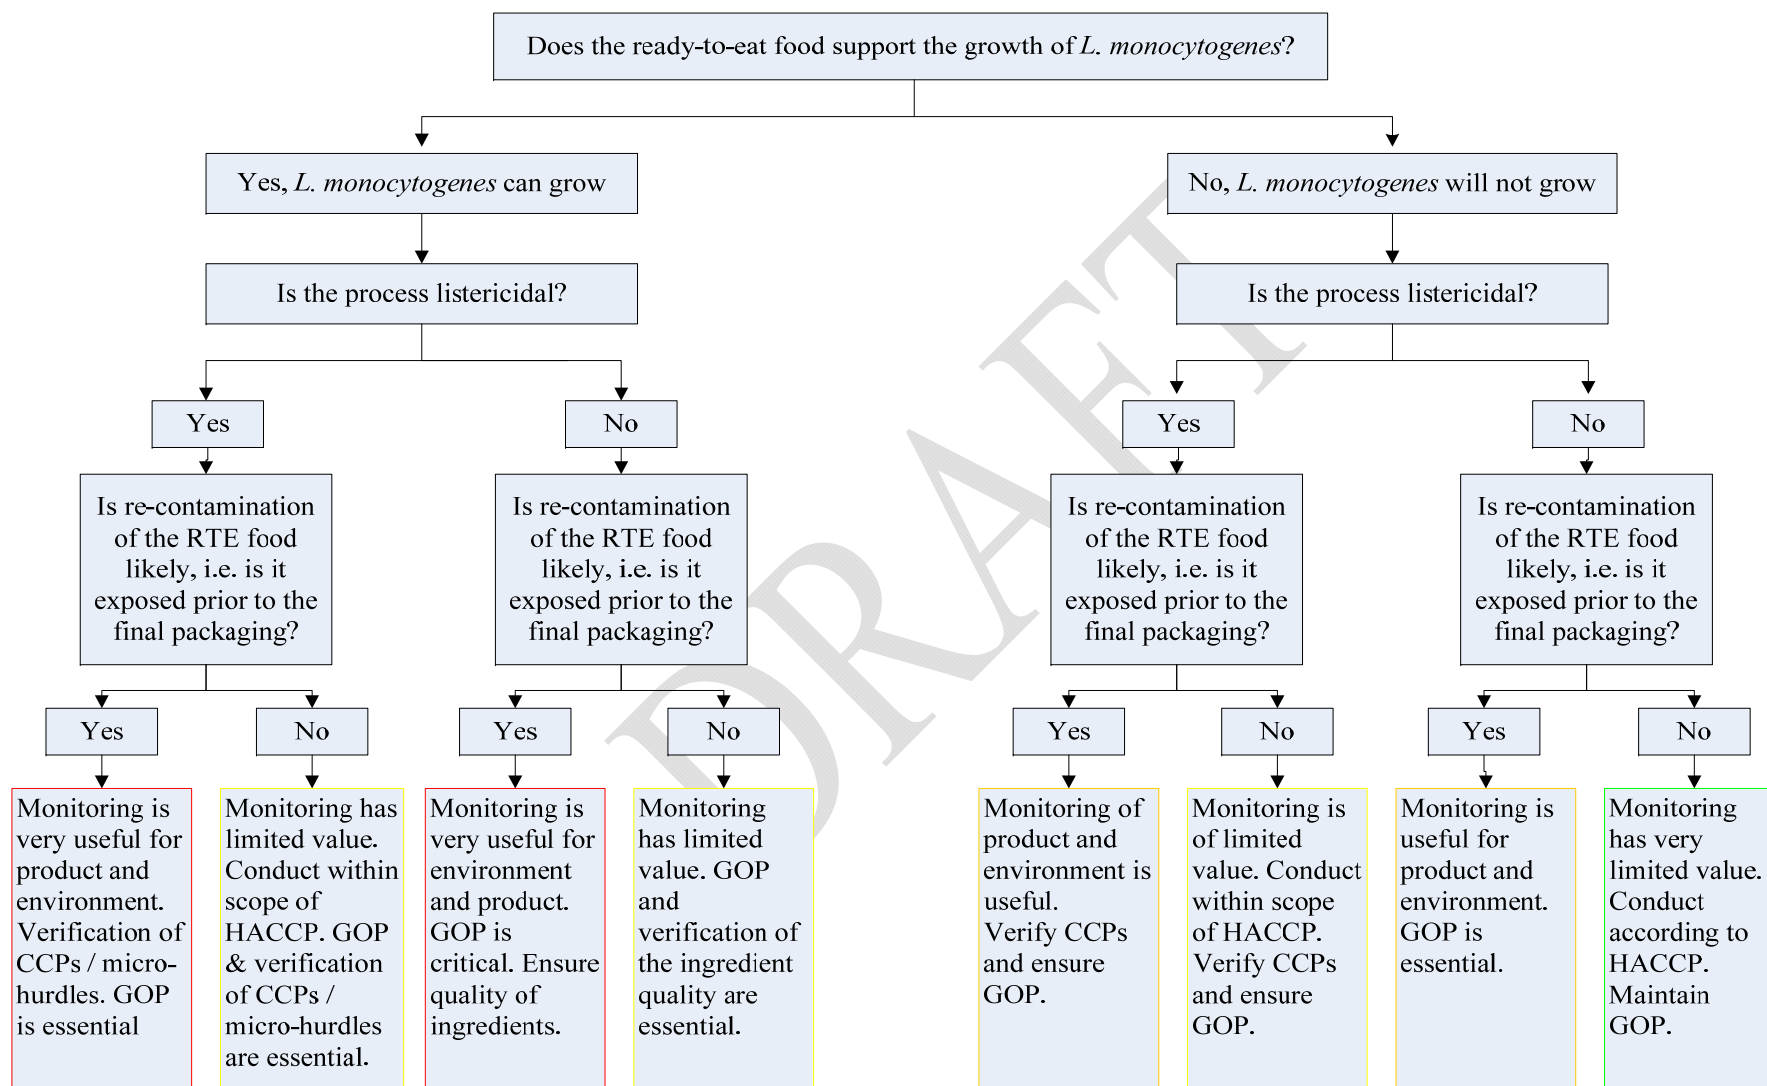 Does the ready-to-eat food support the growth of L. monocytogenes?
Yes, L. monocytogenes can grow
No, L. monocytogenes will not grow
Is the process listericidal?
Is the process listericidal?
Yes
No
Yes
No
Is re-contamination
of the RTE food
likely, i.e. is it
exposed prior to the
final packaging?
Is re-contamination
of the RTE food
likely, i.e. is it
exposed prior to the
final packaging?
Is re-contamination
of the RTE food
likely, i.e. is it
exposed prior to the
final packaging?
Is re-contamination
of the RTE food
likely, i.e. is it
exposed prior to the
final packaging?
Yes
No
Yes
No
Yes
No
Yes
No
Monitoring is
very useful for
product and
environment.
Verification of
CCPs / micro-
hurdles. GOP
is essential
Monitoring has
limited value.
Conduct within
scope of
HACCP. GOP
& verification
of CCPs /
micro-hurdles
are essential.
Monitoring is
very useful for
environment
and product.
GOP is
critical. Ensure
quality of
ingredients.
Monitoring
has limited
value. GOP
and
verification of
the ingredient
quality are
essential.
Monitoring of
product and
environment is
useful.
Verify CCPs
and ensure
GOP.
Monitoring is
of limited
value. Conduct
within scope
of HACCP.
Verify CCPs
and ensure
GOP.
Monitoring is
useful for
product and
environment.
GOP is
essential.
Monitoring
has very
limited value.
Conduct
according to
HACCP.
Maintain
GOP.
DRAFT